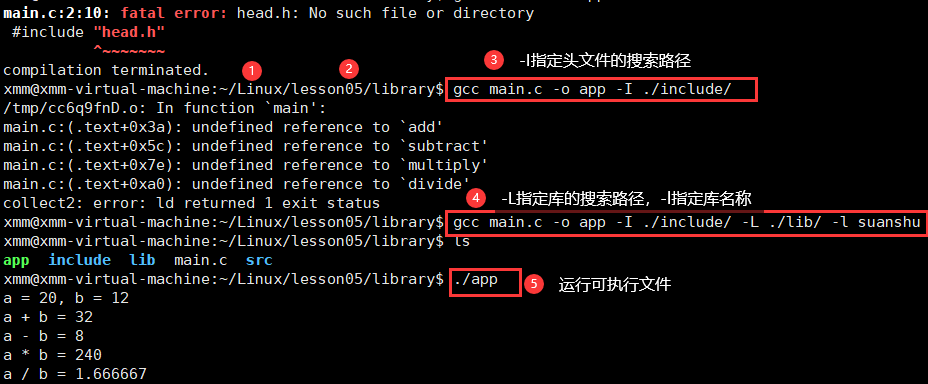 main.c:2:10: fatal error: head.h: No such file or directory
#include "head.h"
^~~~~~~~
compilation terminated.
1 2 3 -I指定头文件的搜索路径
xmm@xmm-virtual-machine:~/Linux/lesson05/library$ gcc main.c -o app -I ./include/
/tmp/cc6q9fnD.o: In function `main':
main.c:(.text+0x3a): undefined reference to `add'
main.c:(.text+0x5c): undefined reference to `subtract'
main.c:(.text+0x7e): undefined reference to `multiply'
main.c:(.text+0xa0): undefined reference to `divide'
collect2: error: ld returned 1 exit status
4 -L指定库的搜索路径，-l指定库名称
xmm@xmm-virtual-machine:~/Linux/lesson05/library$ gcc main.c -o app -I ./include/ -L ./lib/ -l suanshu
xmm@xmm-virtual-machine:~/Linux/lesson05/library$ ls
app include lib main.c src
xmm@xmm-virtual-machine:~/Linux/lesson05/library$ ./app 5 运行可执行文件
a = 20, b = 12
a + b = 32
a - b = 8
a * b = 240
a / b = 1.666667